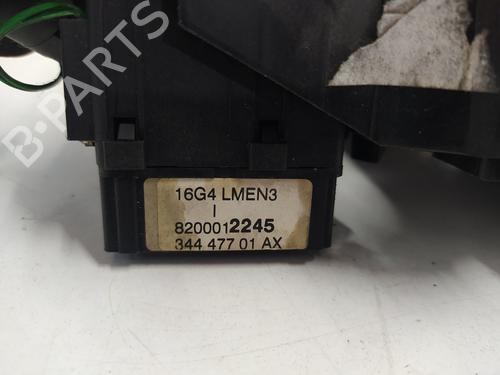 B-PARTS
16G4 LMEN3
I
8200012245
344 477 01 AX